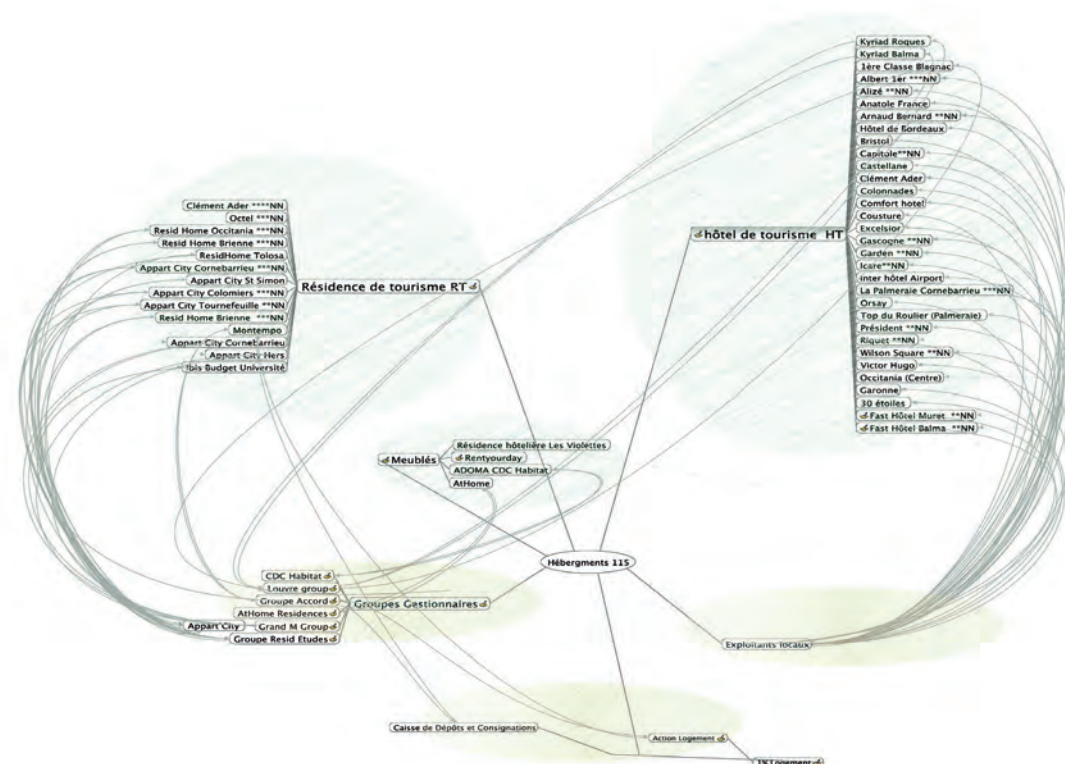 Kyriad Roques
Kyriad Balma
1ère Classe Blagnac
Albert 1er ***NN
Alizé **NN
Anatole France
Arnaud Bernard **NN
Hôtel de Bordeaux
Bristol
Capitole**NN
Castellane
Clément Ader
Colonnades
Comfort hotel
Cousture
Excelsior
Gascogne **NN
Garden **NN
Icare**NN
inter hôtel Airport
La Palmeraie Cornebarrieu ***NN
Orsay
Top du Roulier (Palmeraie)
Président **NN
Riquet **NN
Wilson Square **NN
Victor Hugo
Occitania (Centre)
Garonne
30 étoiles
Fast Hôtel Muret **NN
Fast Hôtel Balma **NN
hôtel de tourisme HT
Clément Ader ****NN
Octel ***NN
Resid Home Occitania ***NN
Resid Home Brienne ***NN
ResidHome Tolosa
Appart City Cornebarrieu ***NN
Appart City St Simon
Appart City Colomiers ***NN
Appart City Tournefeuille **NN
Resid Home Brienne ***NN
Montempo
Appart City Cornebarrieu
Appart City Hers
Ibis Budget Université
Résidence de tourisme RT
Meublés
Résidence hôtelière Les Violettes
Rentyourday
ADOMA CDC Habitat
AtHome
Hébergments 115
CDC Habitat
Louvre group
Groupe Accord
AtHome Residences
Appart'City
Grand M Group
Groupe Resid Etudes
Groupes Gestionnaires
Exploitants locaux
Caisse de Dépôts et Consignations
Action Logement
1%Logement